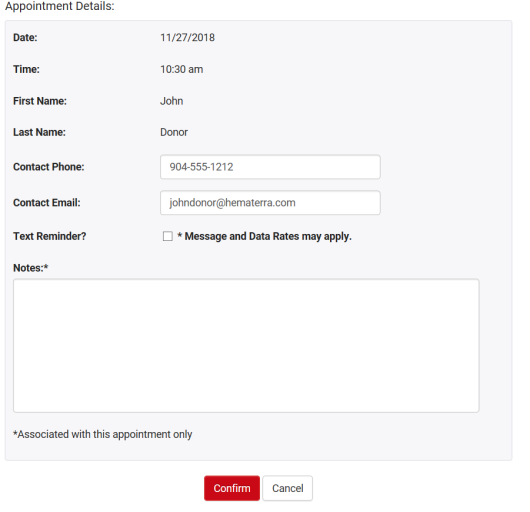 Appointment Details:
Date: 11/27/2018
Time: 10:30 am
First Name: John
Last Name: Donor
Contact Phone: 904-555-1212
Contact Email: johndonor@hematerra.com
Text Reminder? * Message and Data Rates may apply.
Notes:*
*Associated with this appointment only
Confirm Cancel